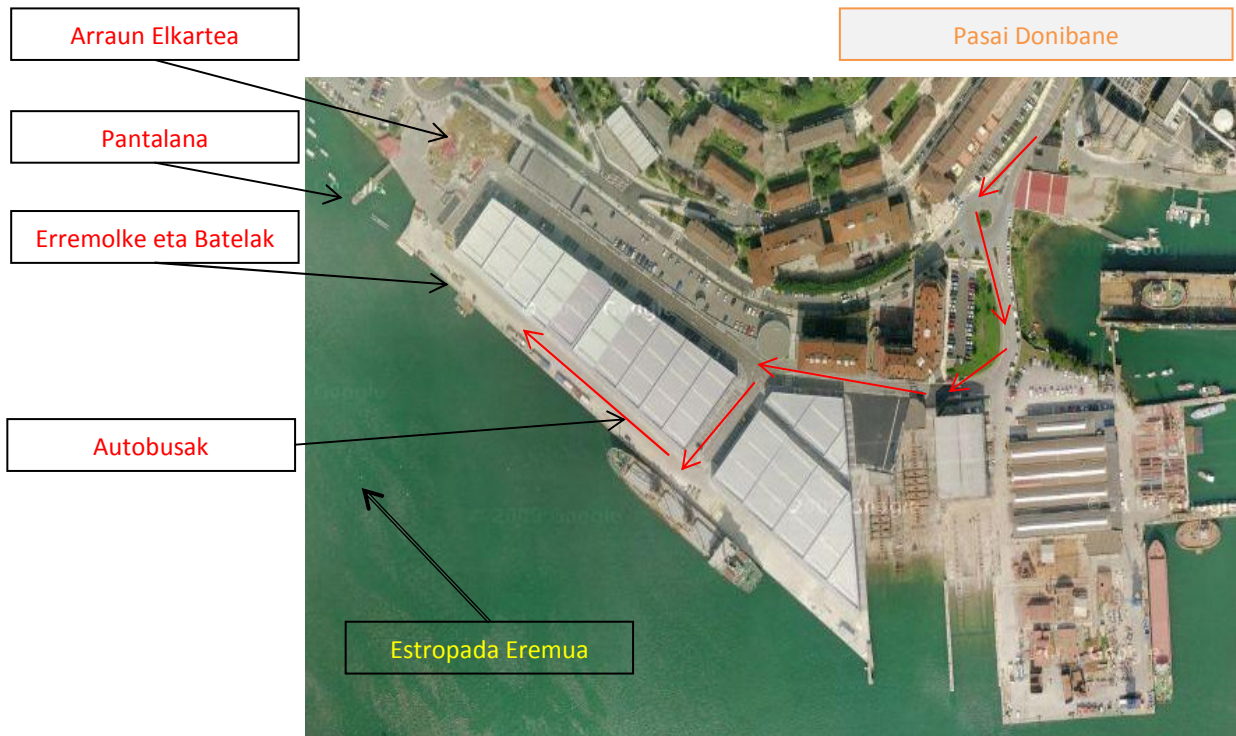 Arraun Elkartea
Pasai Donibane
Pantalana
Erremolke eta Batelak
Autobusak
Estropada Eremua